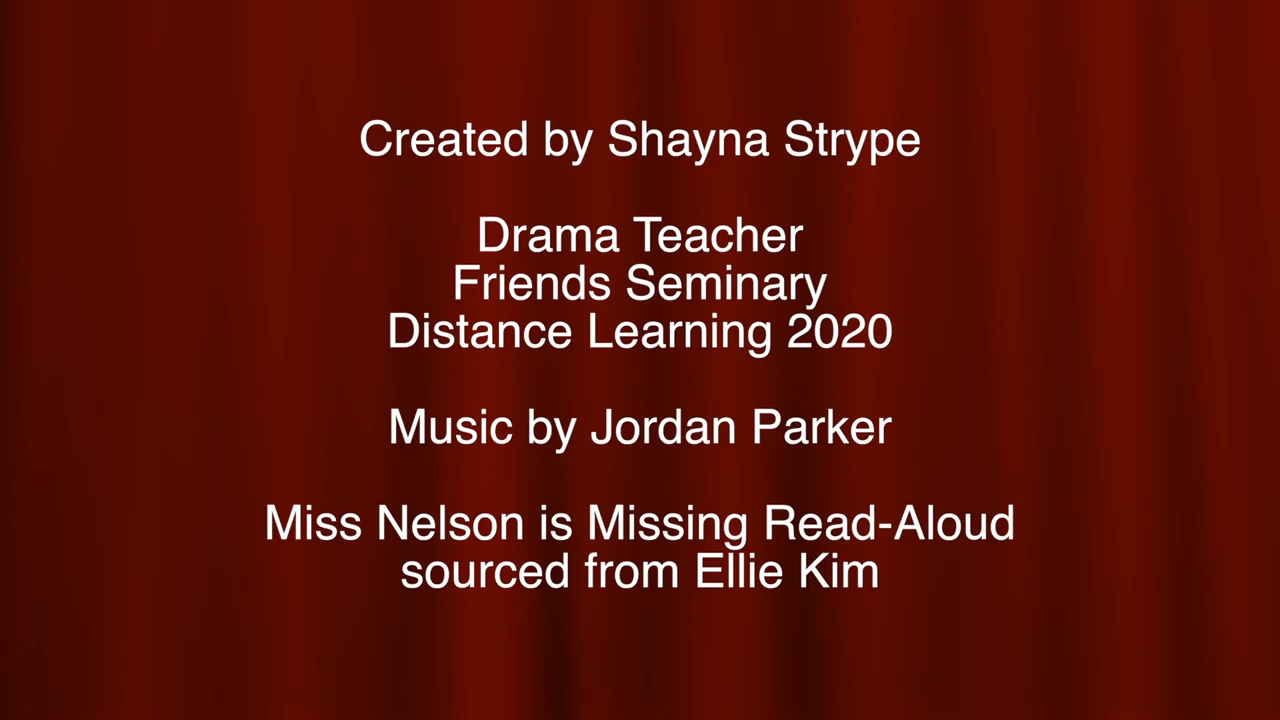 Created by Shayna Strype
Drama Teacher
Friends Seminary
Distance Learning 2020
Music by Jordan Parker
Miss Nelson is Missing Read-Aloud
sourced from Ellie Kim